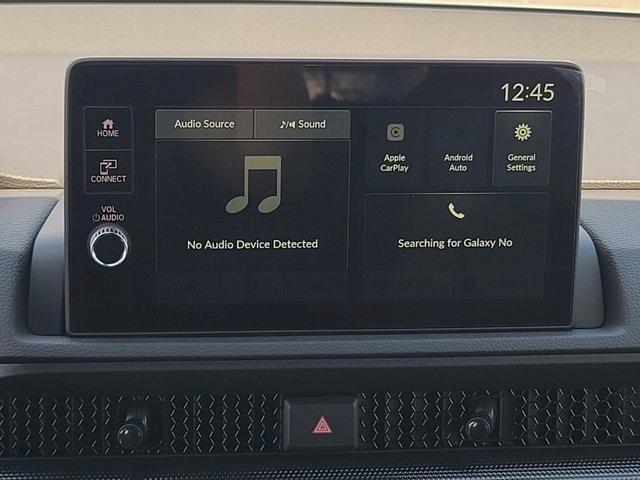 12:45
HOME
CONNECT
VOL
AUDIO
Audio Source
Sound
No Audio Device Detected
Apple
CarPlay
Android
Auto
General
Settings
Searching for Galaxy No